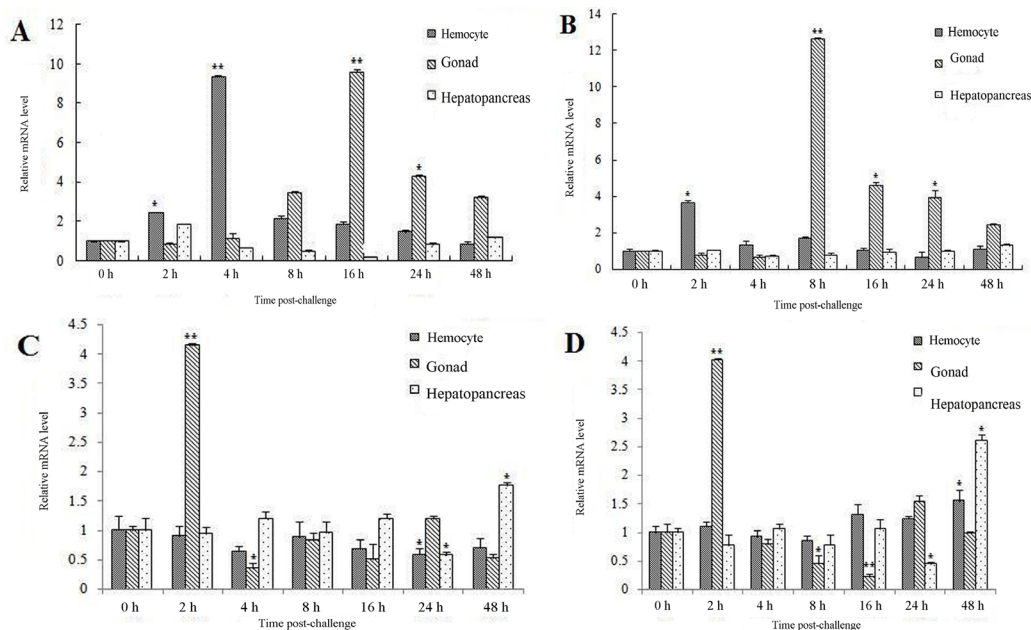 A
12
10
8
6
4
2
0
Relative mRNA level
**
**
*
*
Hemocyte
Gonad
Hepatopancreas
0 h 2 h 4 h 8 h 16 h 24 h 48 h
Time post-challenge
B
14
12
10
8
6
4
2
0
Relative mRNA level
**
*
*
*
Hemocyte
Gonad
Hepatopancreas
0 h 2 h 4 h 8 h 16 h 24 h 48 h
Time post-challenge
C
4.5
4
3.5
3
2.5
2
1.5
1
0.5
0
Relative mRNA level
**
*
*
*
*
Hemocyte
Gonad
Hepatopancreas
0 h 2 h 4 h 8 h 16 h 24 h 48 h
Time post-challenge
D
4.5
4
3.5
3
2.5
2
1.5
1
0.5
0
Relative mRNA level
**
*
*
*
**
*
Hemocyte
Gonad
Hepatopancreas
0 h 2 h 4 h 8 h 16 h 24 h 48 h
Time post-challenge